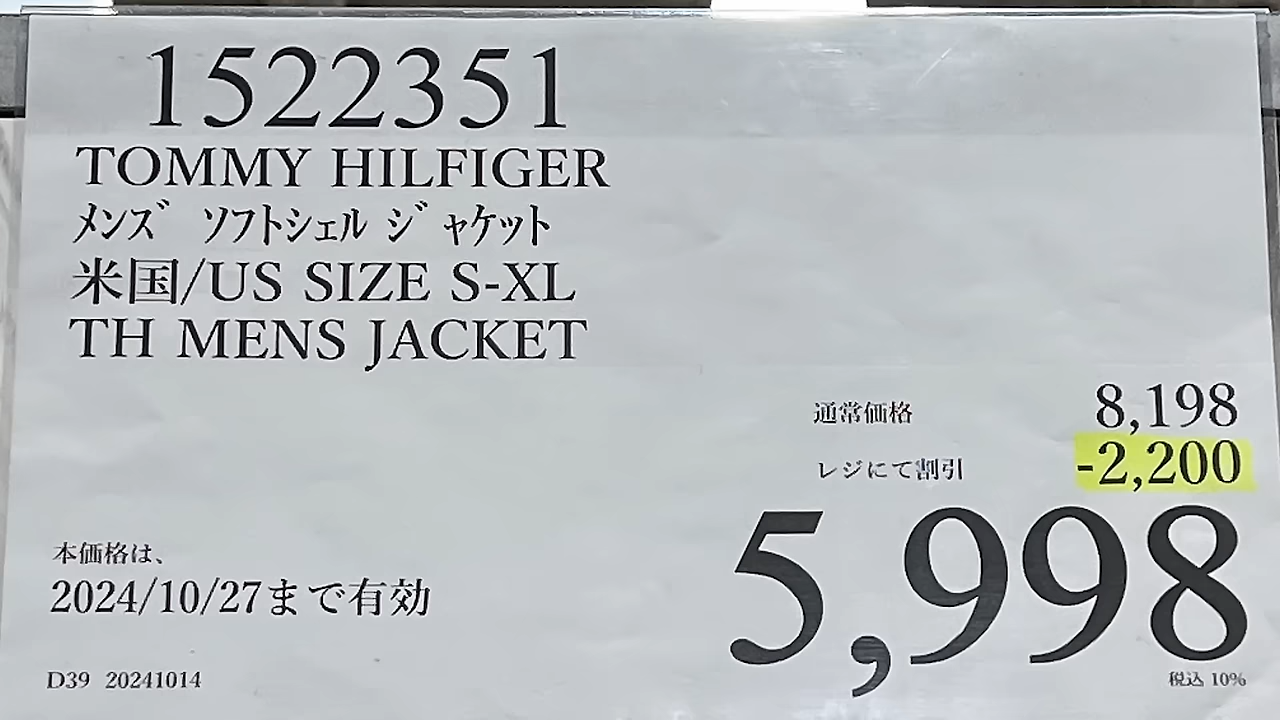 1522351
TOMMY HILFIGER
ﾒﾝｽﾞ ｿﾌﾄｼｪﾙ ｼﾞｬｹｯﾄ
米国/US SIZE S-XL
TH MENS JACKET
通常価格 8,198
レジにて割引 -2,200
5,998
税込 10%
本価格は、
2024/10/27まで有効
D39 20241014